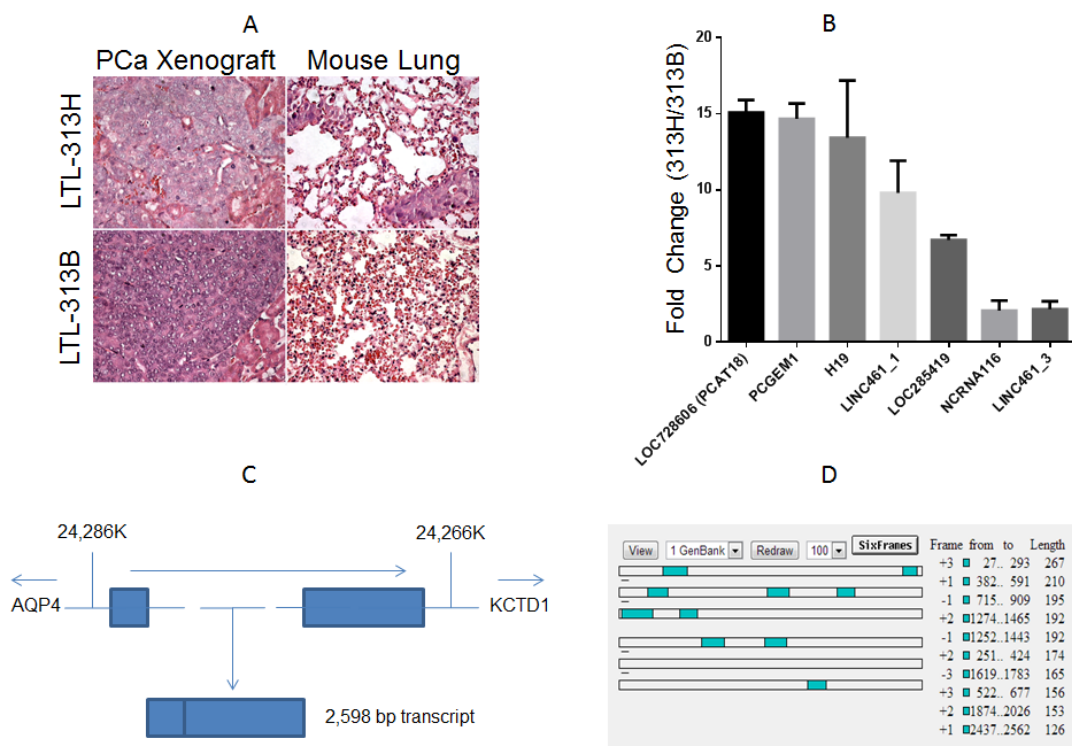 A
PCa Xenograft Mouse Lung
LTL-313H
LTL-313B
B
Fold Change (313H/313B)
20
15
10
5
0
LOC728606 (PCAT18)
PCGEM1
H19
LINC461_1
LOC285419
NCRNA116
LINC461_3
C
24,286K
24,266K
AQP4
KCTD1
2,598 bp transcript
D
View 1 GenBank Redraw 100 SixFrames
Frame from to Length
+3 27.. 293 267
+1 382.. 591 210
-1 715.. 909 195
+2 1274..1465 192
-1 1252..1443 192
+2 251.. 424 174
-3 1619..1783 165
+3 522.. 677 156
+2 1874..2026 153
+1 2437..2562 126